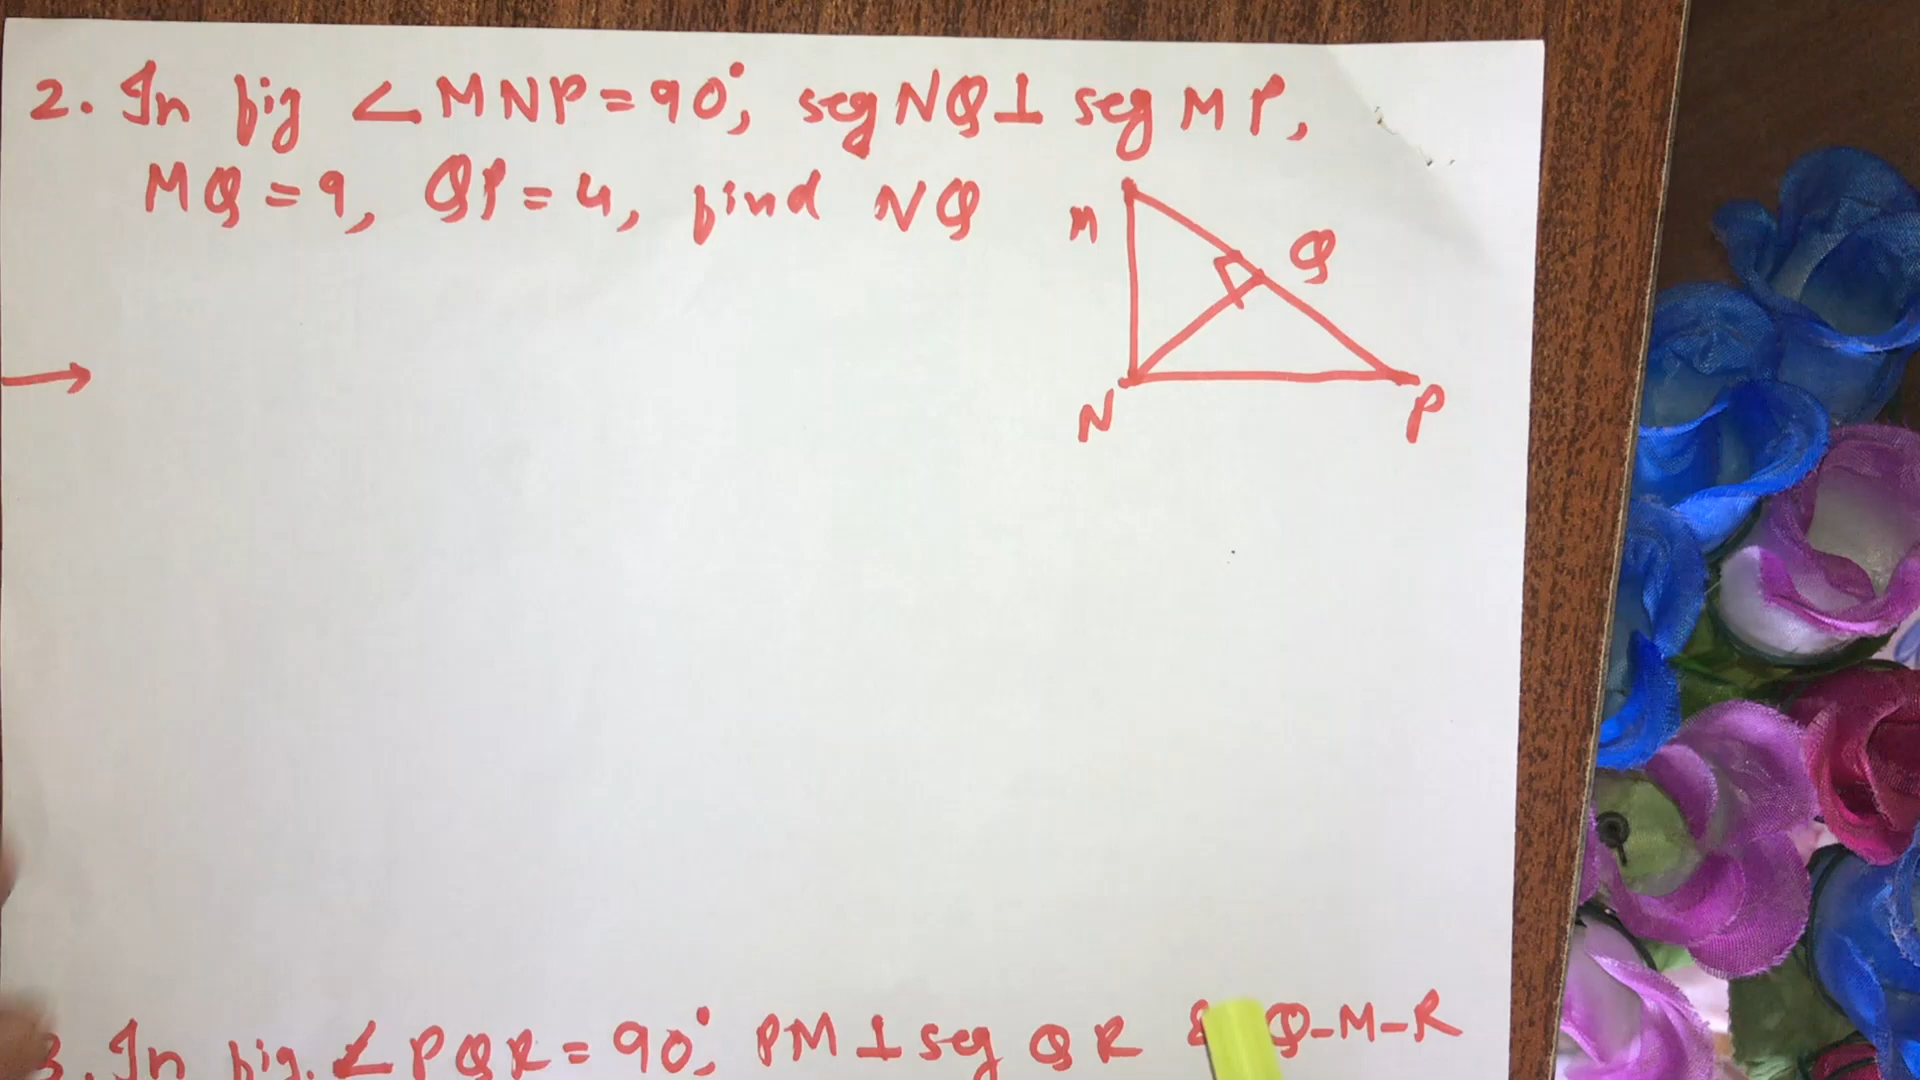 2. In fig ∠MNP=90°, seg NQ⊥ seg MP,
MQ=9, QP=4, find NQ
M
Q
N P
→
3. In fig. ∠PQR=90°, PM⊥seg QR & Q-M-R